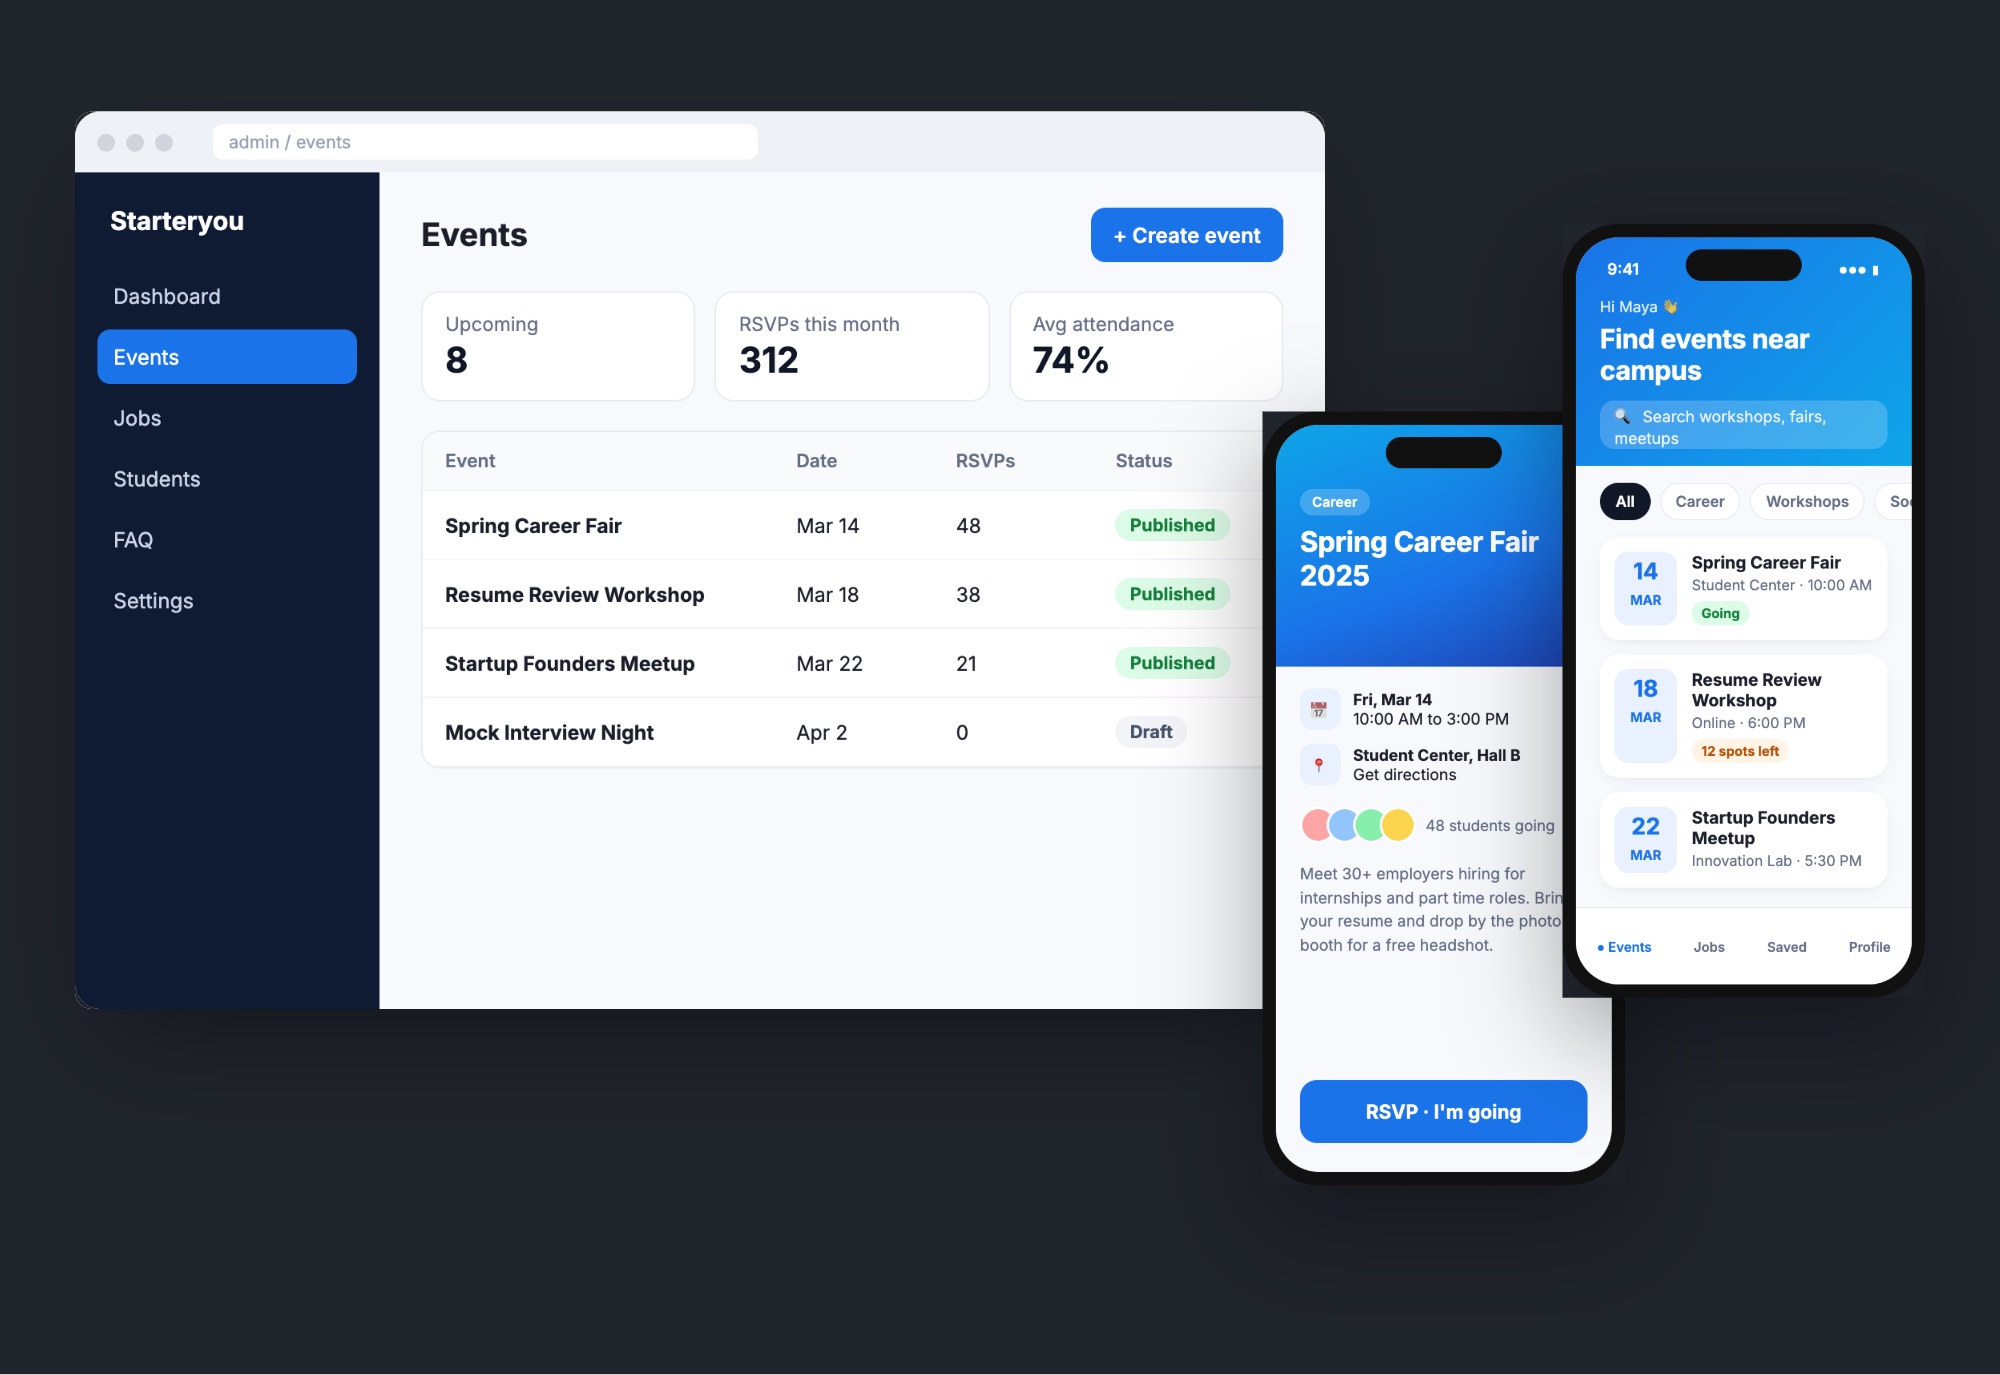 admin / events
Starteryou
Dashboard
Events
Jobs
Students
FAQ
Settings
Events
+ Create event
Upcoming
8
RSVPs this month
312
Avg attendance
74%
Event Date RSVPs Status
Spring Career Fair Mar 14 48 Published
Resume Review Workshop Mar 18 38 Published
Startup Founders Meetup Mar 22 21 Published
Mock Interview Night Apr 2 0 Draft
Career
Spring Career Fair
2025
17
Fri, Mar 14
10:00 AM to 3:00 PM
Student Center, Hall B
Get directions
48 students going
Meet 30+ employers hiring for
internships and part time roles. Brin
your resume and drop by the photo
booth for a free headshot.
RSVP · I'm going
9:41
Hi Maya 👋
Find events near
campus
🔍 Search workshops, fairs,
meetups
All Career Workshops Soc
14
MAR
Spring Career Fair
Student Center · 10:00 AM
Going
18
MAR
Resume Review
Workshop
Online · 6:00 PM
12 spots left
22
MAR
Startup Founders
Meetup
Innovation Lab · 5:30 PM
• Events Jobs Saved Profile